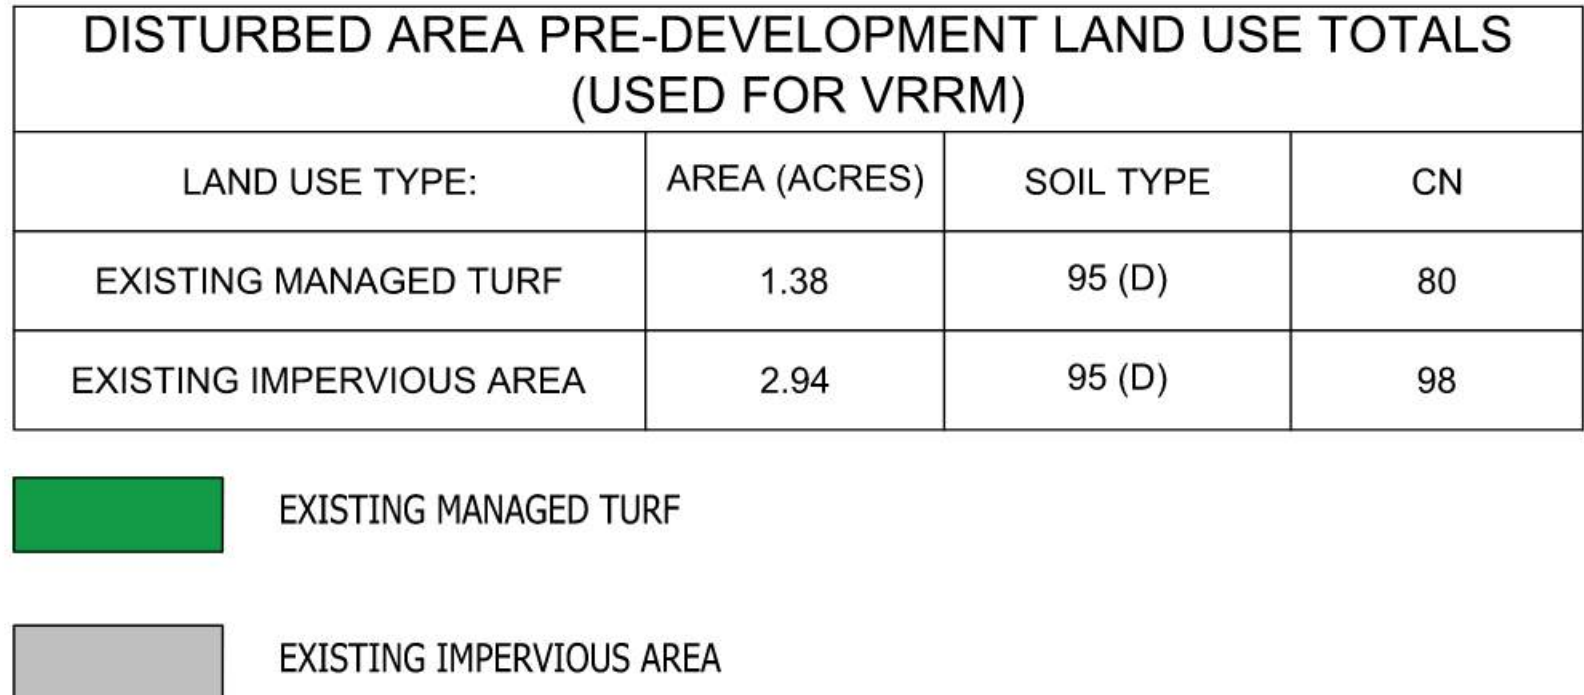 DISTURBED AREA PRE-DEVELOPMENT LAND USE TOTALS
(USED FOR VRRM)
LAND USE TYPE: AREA (ACRES) SOIL TYPE CN
EXISTING MANAGED TURF 1.38 95 (D) 80
EXISTING IMPERVIOUS AREA 2.94 95 (D) 98
EXISTING MANAGED TURF
EXISTING IMPERVIOUS AREA